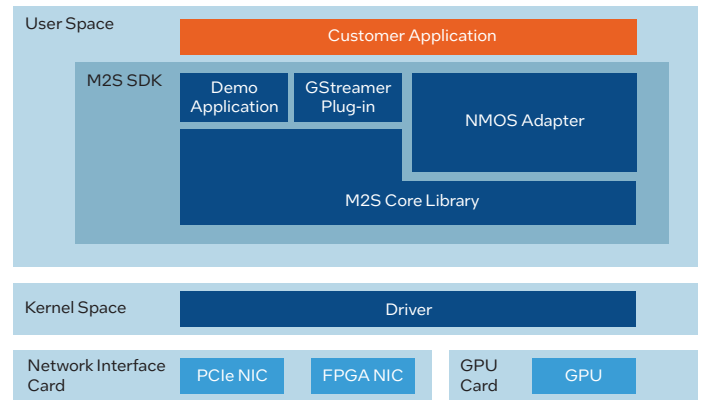 User Space
Customer Application
M2S SDK
Demo
Application
GStreamer
Plug-in
NMOS Adapter
M2S Core Library
Kernel Space
Driver
Network Interface
Card
PCIe NIC
FPGA NIC
GPU
Card
GPU